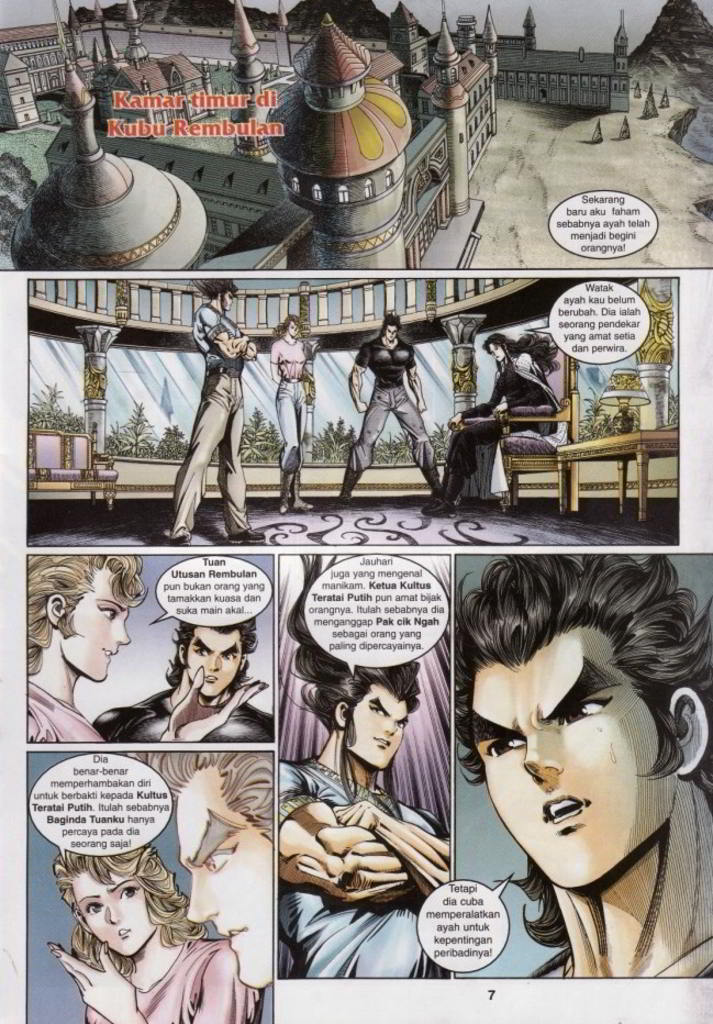 Kamar timur di
Kubu Rembulan
Sekarang
baru aku faham
sebabnya ayah telah
menjadi begini
orangnya!
Watak
ayah kau belum
berubah. Dia ialah
seorang pendekar
yang amat setia
dan perwira.
Tuan
Utusan Rembulan
pun bukan orang yang
tamakkan kuasa dan
suka main akal...
Jauhari
juga yang mengenal
manikam. Ketua Kultus
Teratai Putih pun amat bijak
orangnya. Itulah sebabnya dia
menganggap Pak cik Ngah
sebagai orang yang
paling dipercayainya.
Dia
benar-benar
memperhambakan diri
untuk berbakti kepada Kultus
Teratai Putih. Itulah sebabnya
Baginda Tuanku hanya
percaya pada dia
seorang saja!
Tetapi
dia cuba
memperalatkan
ayah untuk
kepentingan
peribadinya!
7